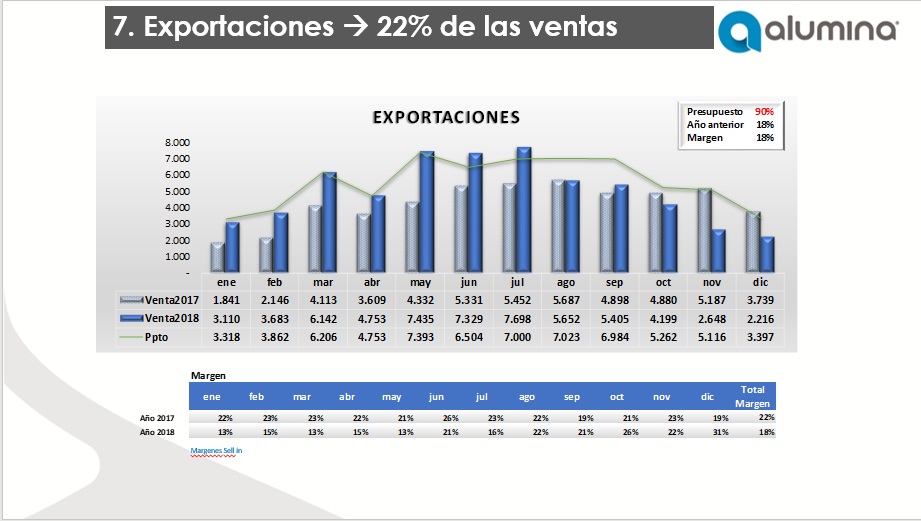 7. Exportaciones → 22% de las ventas
alumina®
EXPORTACIONES
Presupuesto 90%
Año anterior 18%
Margen 18%
8.000
7.000
6.000
5.000
4.000
3.000
2.000
1.000
-
ene feb mar abr may jun jul ago sep oct nov dic
Venta2017 1.841 2.146 4.113 3.609 4.332 5.331 5.452 5.687 4.898 4.880 5.187 3.739
Venta2018 3.110 3.683 6.142 4.753 7.435 7.329 7.698 5.652 5.405 4.199 2.648 2.216
Ppto 3.318 3.862 6.206 4.753 7.393 6.504 7.000 7.023 6.984 5.262 5.116 3.397
Margen
ene feb mar abr may jun jul ago sep oct nov dic Total Margen
Año 2017 22% 23% 23% 22% 21% 26% 23% 22% 19% 21% 23% 19% 22%
Año 2018 13% 15% 13% 15% 13% 21% 16% 22% 21% 26% 22% 31% 18%
Margenes Sell in